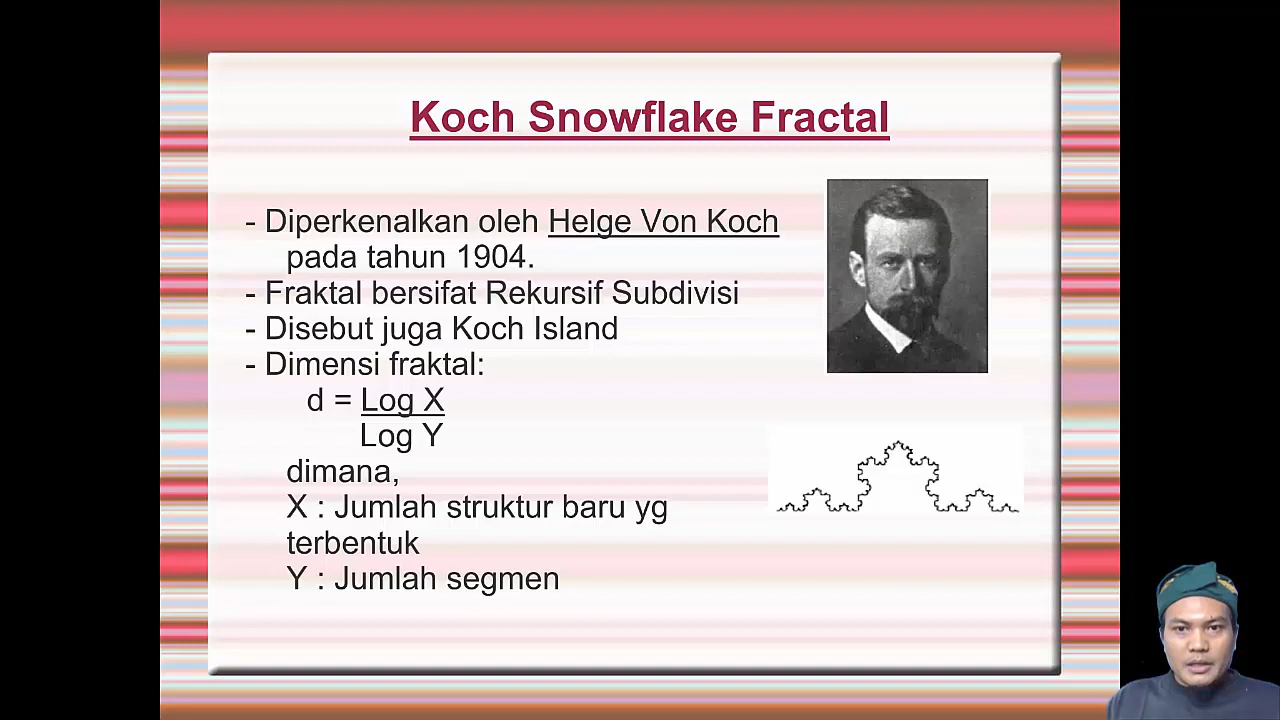 Koch Snowflake Fractal
- Diperkenalkan oleh Helge Von Koch
pada tahun 1904.
- Fraktal bersifat Rekursif Subdivisi
- Disebut juga Koch Island
- Dimensi fraktal:
d = Log X
Log Y
dimana,
X : Jumlah struktur baru yg
terbentuk
Y : Jumlah segmen